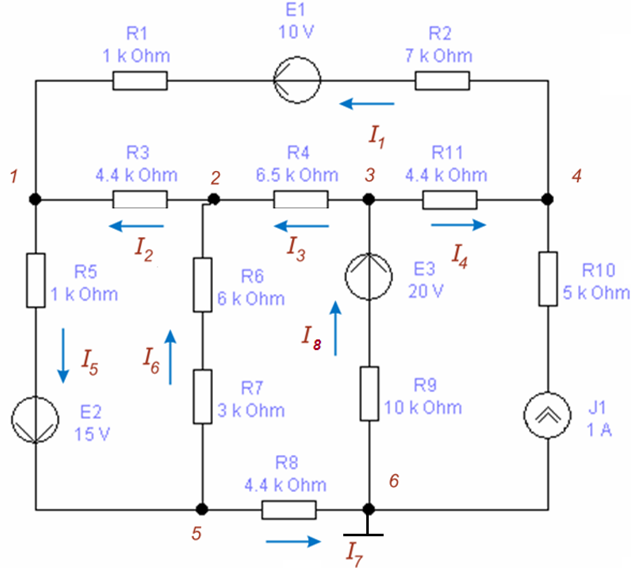 E1
10 V
R1
1 k Ohm
R2
7 k Ohm
I1
1
R3
4.4 k Ohm
2
R4
6.5 k Ohm
3
R11
4.4 k Ohm
4
I2
I3
I4
R5
1 k Ohm
R6
6 k Ohm
E3
20 V
R10
5 k Ohm
I5
I6
I8
E2
15 V
R7
3 k Ohm
R9
10 k Ohm
J1
1 A
R8
4.4 k Ohm
6
5
I7